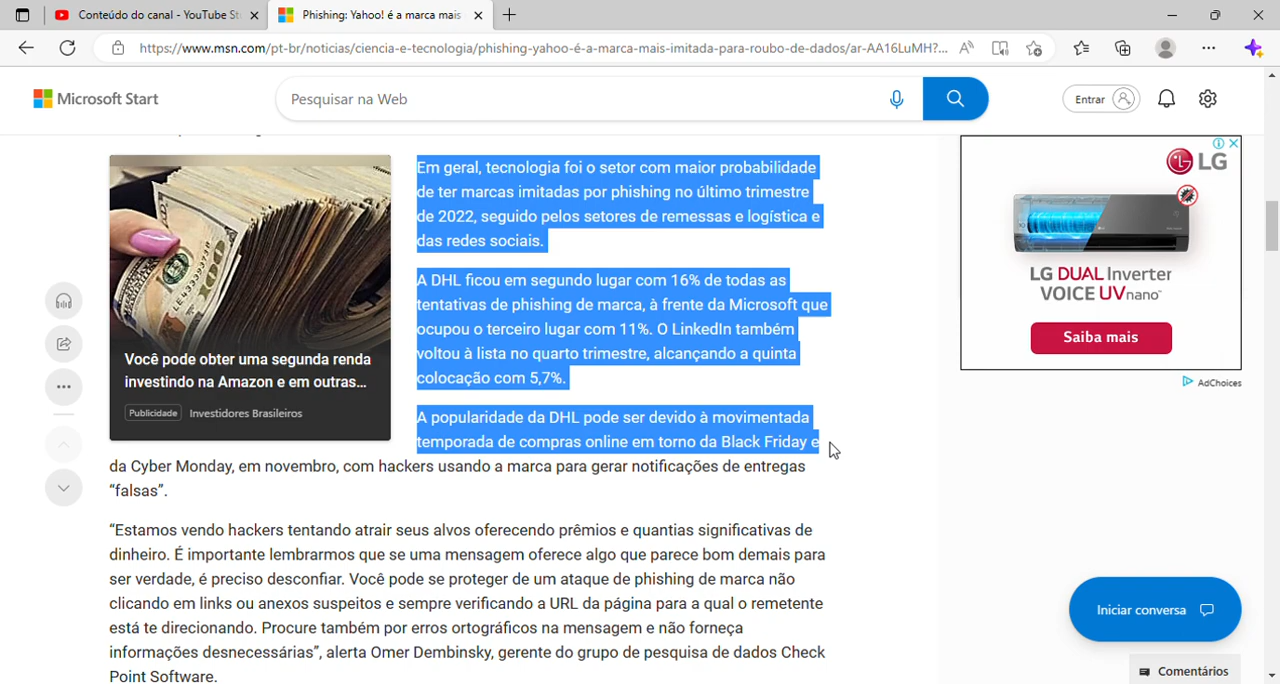 Conteúdo do canal - YouTube St
Phishing: Yahoo! é a marca mais
https://www.msn.com/pt-br/noticias/ciencia-e-tecnologia/phishing-yahoo-é-a-marca-mais-imitada-para-roubo-de-dados/ar-AA16LuMH?...
Microsoft Start
Pesquisar na Web
Entrar
Em geral, tecnologia foi o setor com maior probabilidade
de ter marcas imitadas por phishing no último trimestre
de 2022, seguido pelos setores de remessas e logística e
das redes sociais.
A DHL ficou em segundo lugar com 16% de todas as
tentativas de phishing de marca, à frente da Microsoft que
ocupou o terceiro lugar com 11%. O LinkedIn também
voltou à lista no quarto trimestre, alcançando a quinta
colocação com 5,7%.
A popularidade da DHL pode ser devido à movimentada
temporada de compras online em torno da Black Friday e
da Cyber Monday, em novembro, com hackers usando a marca para gerar notificações de entregas
“falsas”.
“Estamos vendo hackers tentando atrair seus alvos oferecendo prêmios e quantias significativas de
dinheiro. É importante lembrarmos que se uma mensagem oferece algo que parece bom demais para
ser verdade, é preciso desconfiar. Você pode se proteger de um ataque de phishing de marca não
clicando em links ou anexos suspeitos e sempre verificando a URL da página para a qual o remetente
está te direcionando. Procure também por erros ortográficos na mensagem e não forneça
informações desnecessárias”, alerta Omer Dembinsky, gerente do grupo de pesquisa de dados Check
Point Software.
Você pode obter uma segunda renda
investindo na Amazon e em outras...
Publicidade Investidores Brasileiros
LG
LG DUAL Inverter
VOICE UVnano™
Saiba mais
AdChoices
Iniciar conversa
Comentários